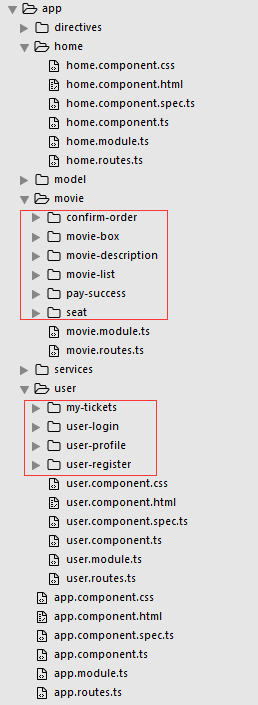 app
directives
home
home.component.css
home.component.html
home.component.spec.ts
home.component.ts
home.module.ts
home.routes.ts
model
movie
confirm-order
movie-box
movie-description
movie-list
pay-success
seat
movie.module.ts
movie.routes.ts
services
user
my-tickets
user-login
user-profile
user-register
user.component.css
user.component.html
user.component.spec.ts
user.component.ts
user.module.ts
user.routes.ts
app.component.css
app.component.html
app.component.spec.ts
app.component.ts
app.module.ts
app.routes.ts